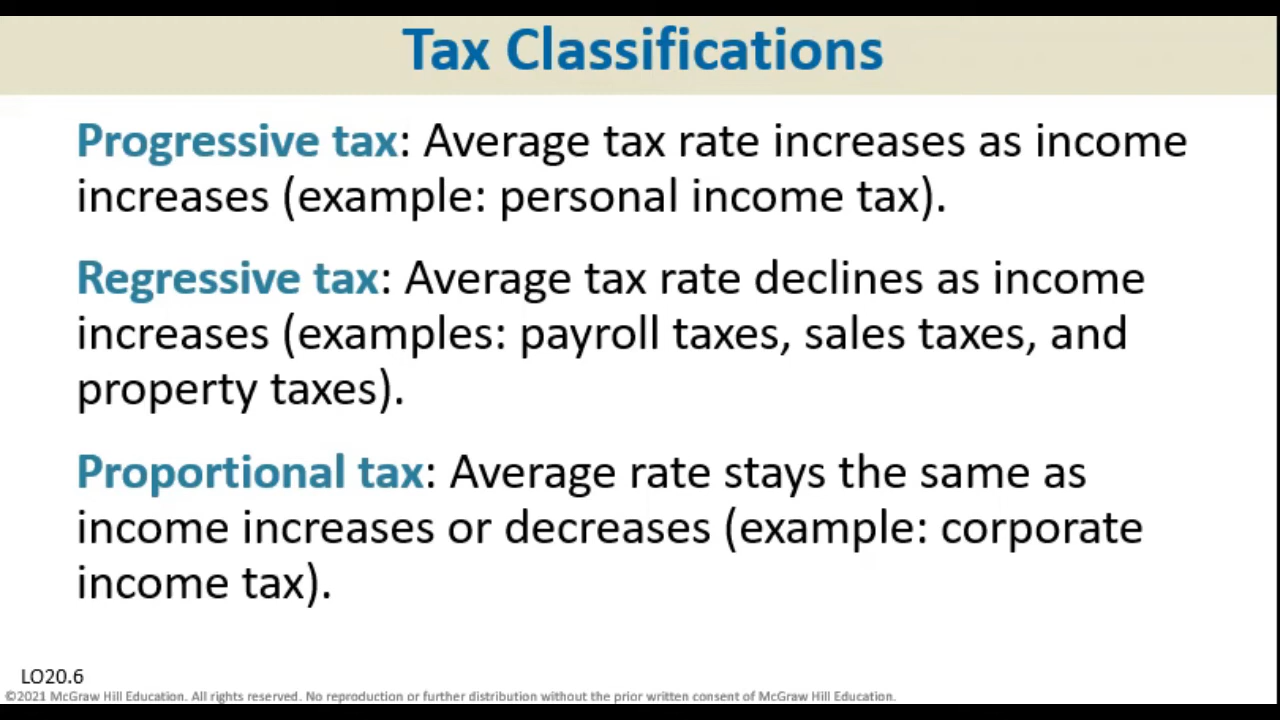 Tax Classifications
Progressive tax: Average tax rate increases as income
increases (example: personal income tax).
Regressive tax: Average tax rate declines as income
increases (examples: payroll taxes, sales taxes, and
property taxes).
Proportional tax: Average rate stays the same as
income increases or decreases (example: corporate
income tax).
LO20.6
©2021 McGraw Hill Education. All rights reserved. No reproduction or further distribution without the prior written consent of McGraw Hill Education.